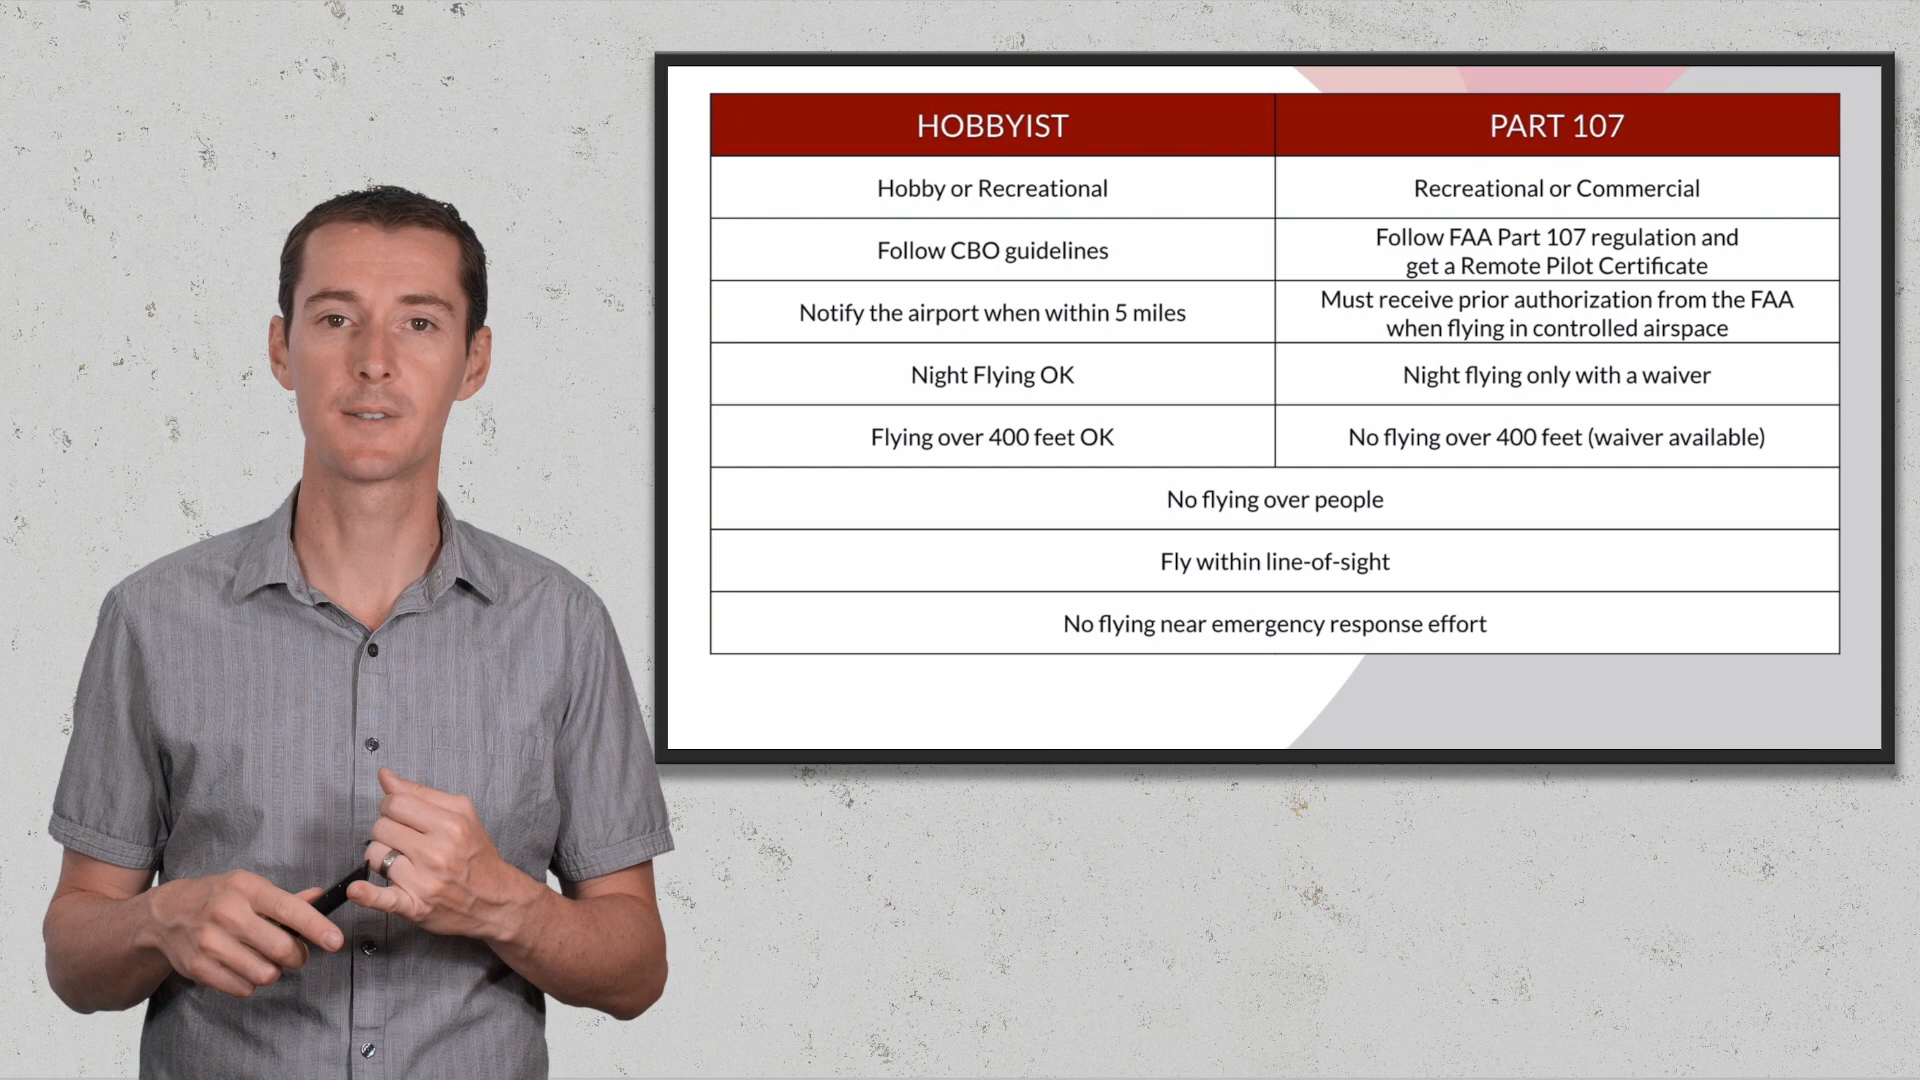 HOBBYIST
PART 107
Hobby or Recreational
Recreational or Commercial
Follow CBO guidelines
Follow FAA Part 107 regulation and
get a Remote Pilot Certificate
Notify the airport when within 5 miles
Must receive prior authorization from the FAA
when flying in controlled airspace
Night Flying OK
Night flying only with a waiver
Flying over 400 feet OK
No flying over 400 feet (waiver available)
No flying over people
Fly within line-of-sight
No flying near emergency response effort